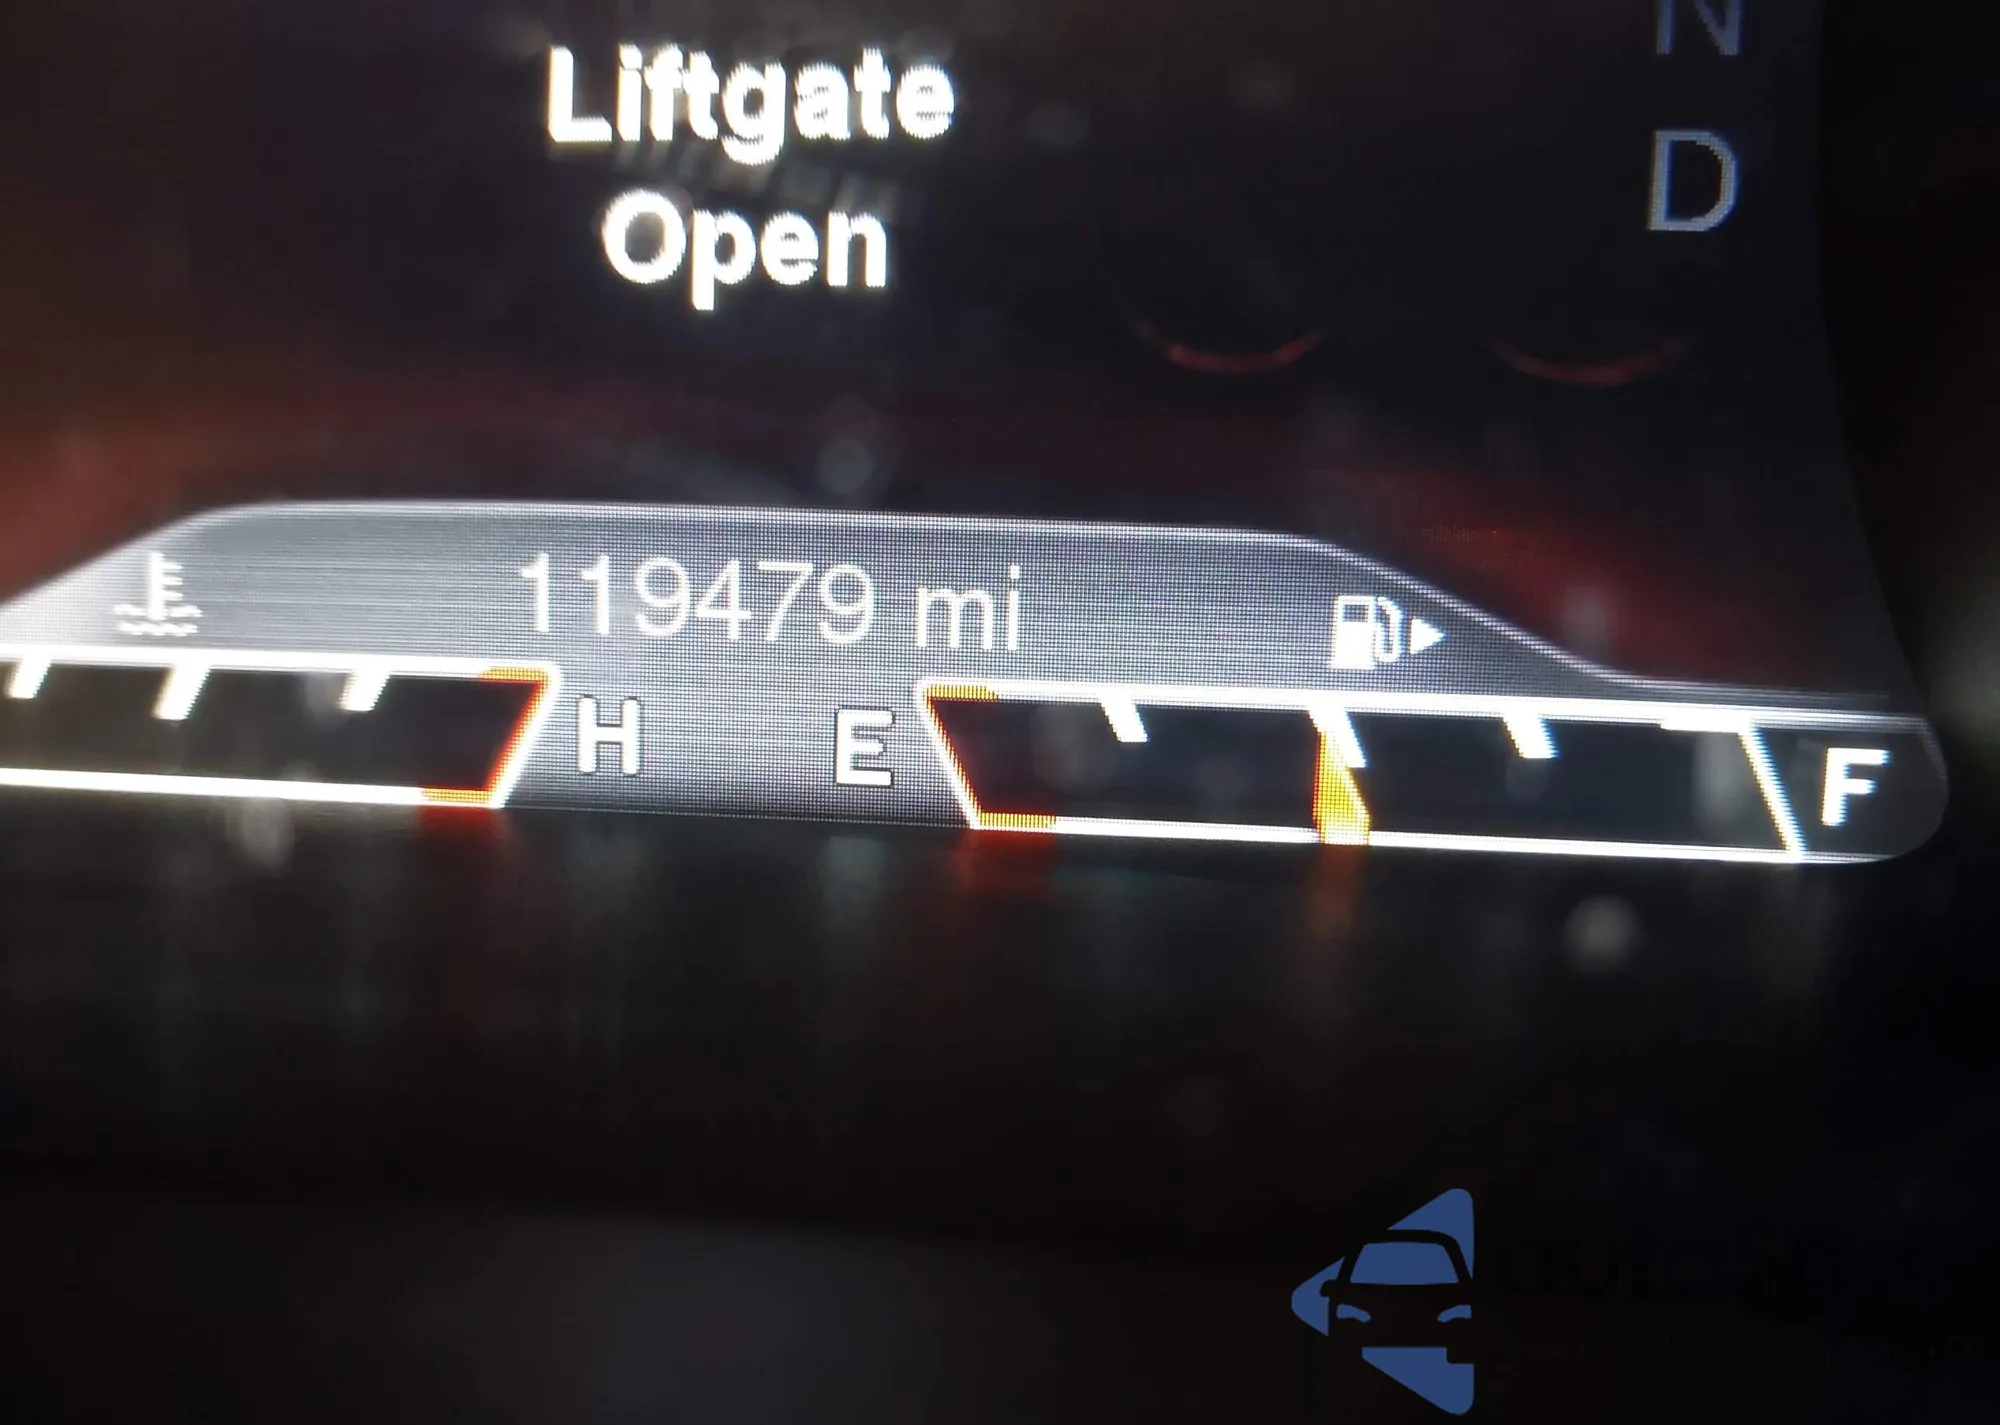 N
Liftgate
D
Open
119479 mi
H
E
F